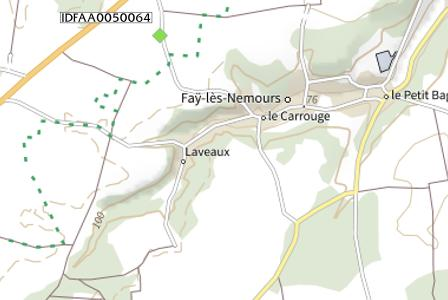 IDFAA0050064
Faÿ-lès-Nemours
76
le Petit Bag
le Carrouge
Laveaux
100